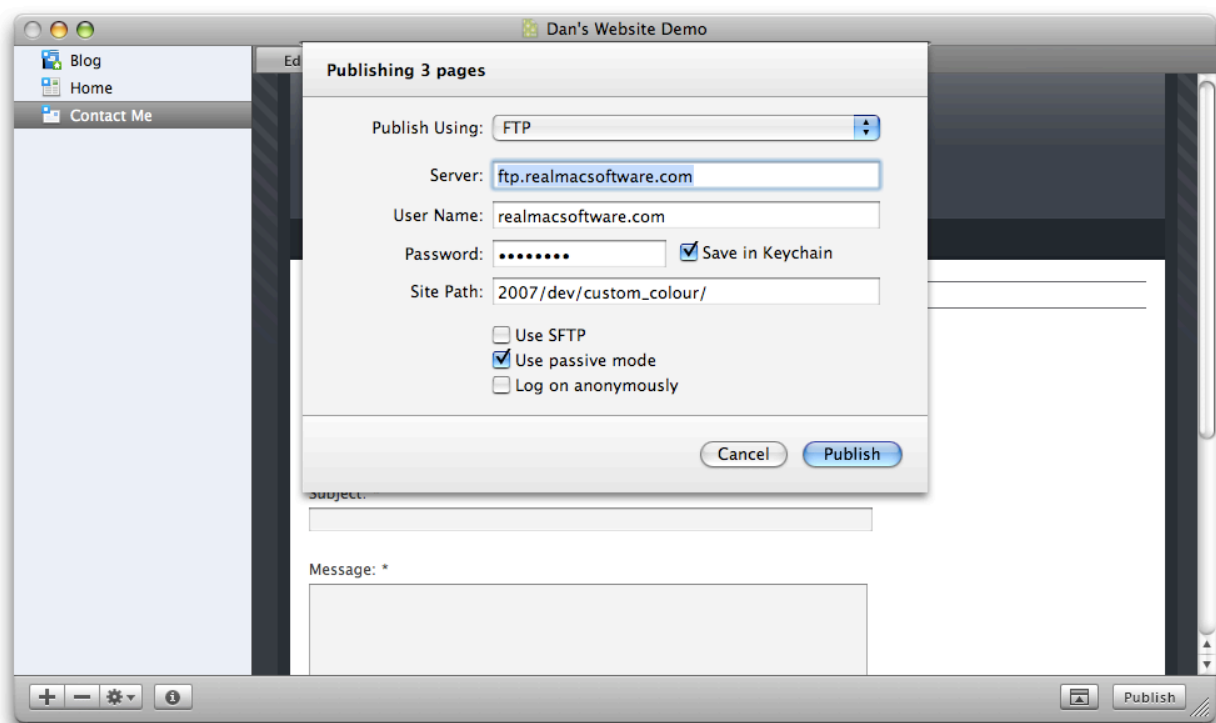 Dan's Website Demo
Blog
Home
Contact Me
Ed
Publishing 3 pages
Publish Using: FTP
Server: ftp.realmacsoftware.com
User Name: realmacsoftware.com
Password: •••••••• Save in Keychain
Site Path: 2007/dev/custom_colour/
Use SFTP
Use passive mode
Log on anonymously
Cancel Publish
Subject: *
Message: *
Publish